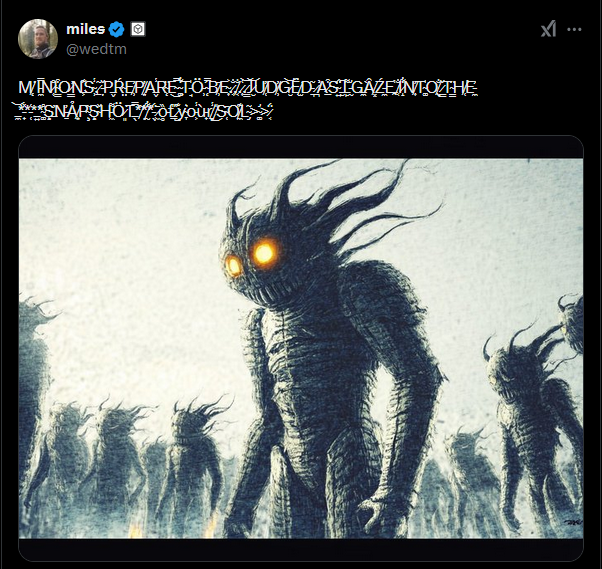 miles
@wedtm
MINIONS PREPARE TO BE JUDGED AS I GAZE INTO THE
SNAPSHOT of your SOL >>